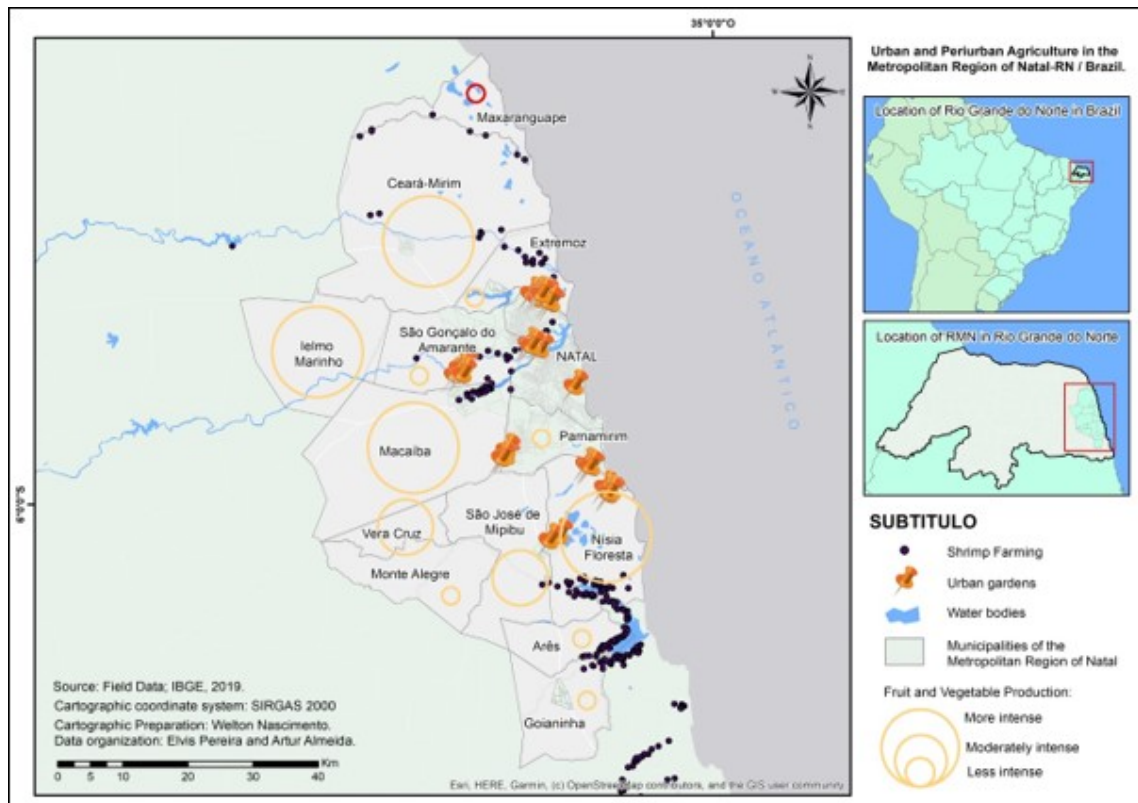 35°0'0"O
Urban and Periurban Agriculture in the
Metropolitan Region of Natal-RN / Brazil.
Location of Rio Grande do Norte in Brazil
Location of RMN in Rio Grande do Norte
N
W
E
S
Maxaranguape
Ceará-Mirim
Extremoz
OCEANO ATLÂNTICO
Ielmo
Marinho
São Gonçalo do
Amarante
NATAL
Macaíba
Parnamirim
6°0'0"S
São José de
Mipibu
Vera Cruz
Nísia
Floresta
Monte Alegre
Arês
Goianinha
SUBTITULO
Shrimp Farming
Urban gardens
Water bodies
Municipalities of the
Metropolitan Region of Natal
Fruit and Vegetable Production:
More intense
Moderately intense
Less intense
Source: Field Data; IBGE, 2019.
Cartographic coordinate system: SIRGAS 2000
Cartographic Preparation: Welton Nascimento.
Data organization: Elvis Pereira and Artur Almeida.
Km
0 5 10 20 30 40
Esri, HERE, Garmin, (c) OpenStreetMap contributors, and the GIS user community